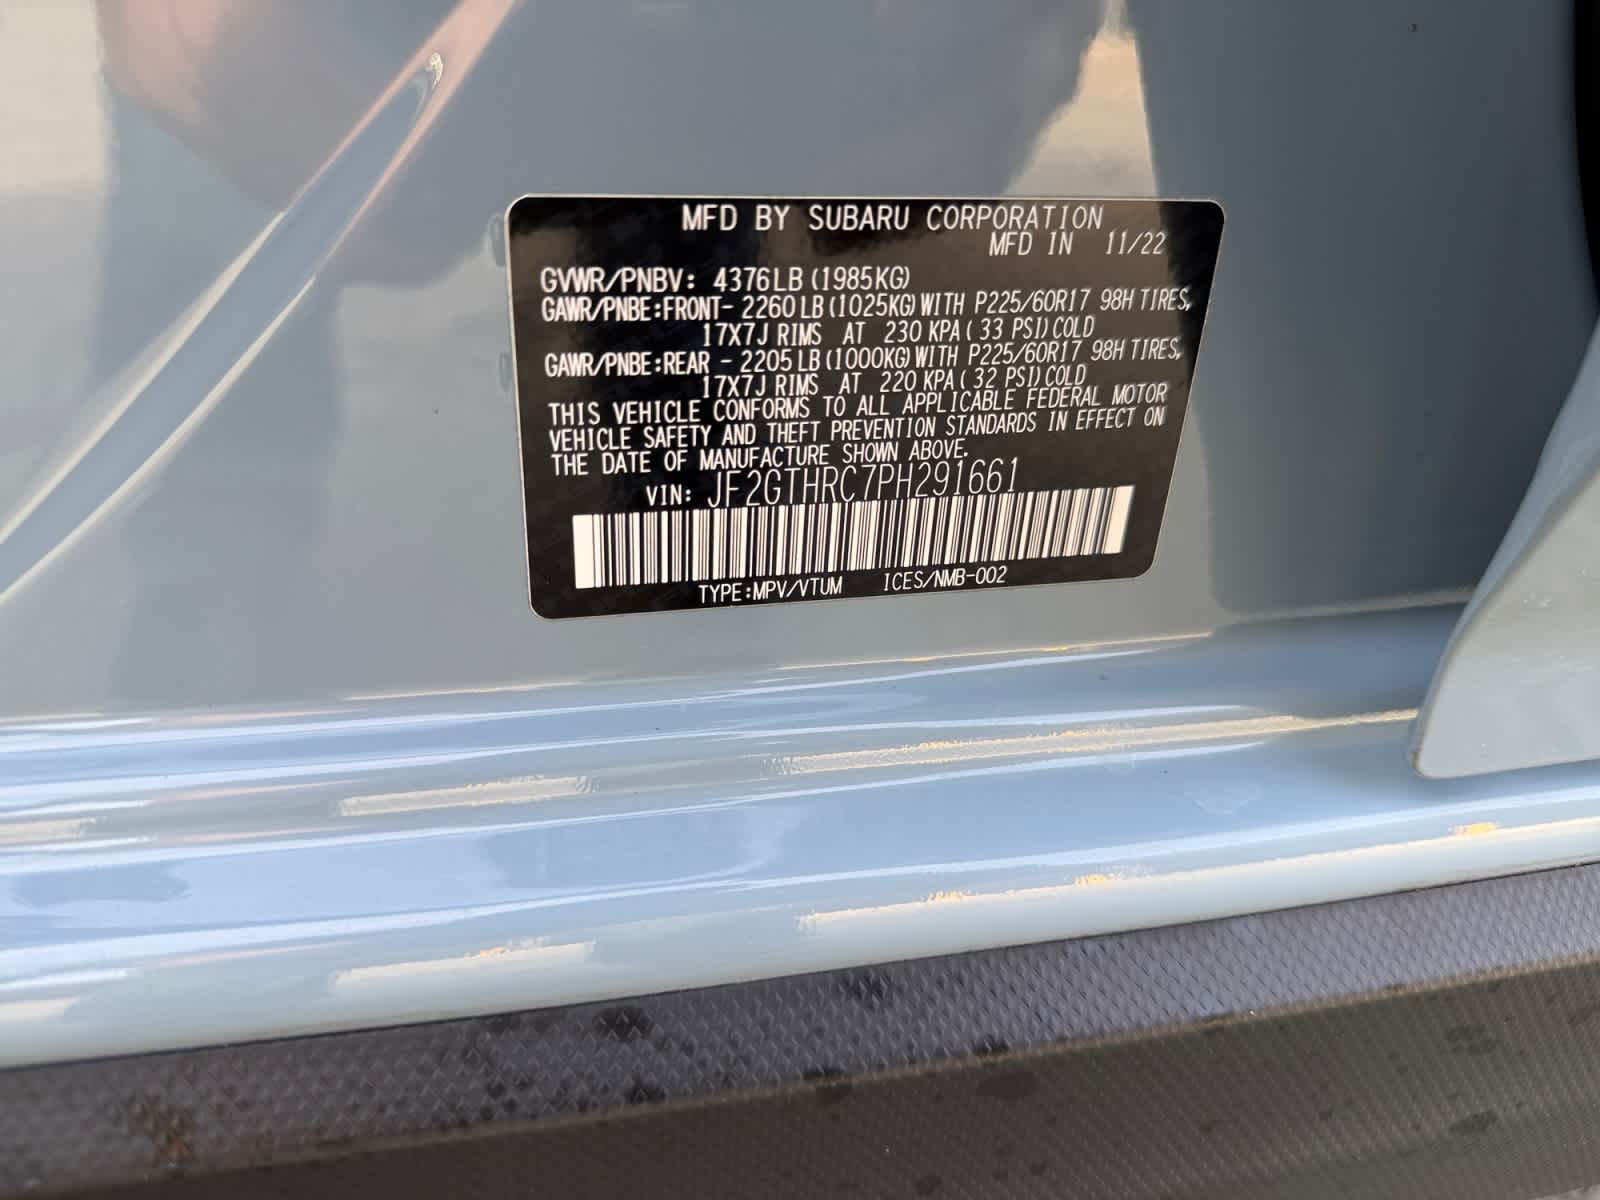 MFD BY SUBARU CORPORATION
MFD IN 11/22
GVWR/PNBV: 4376LB (1985KG)
GAWR/PNBE:FRONT- 2260LB (1025KG) WITH P225/60R17 98H TIRES,
17X7J RIMS AT 230 KPA ( 33 PSI) COLD
GAWR/PNBE:REAR - 2205LB (1000KG) WITH P225/60R17 98H TIRES,
17X7J RIMS AT 220 KPA ( 32 PSI) COLD
THIS VEHICLE CONFORMS TO ALL APPLICABLE FEDERAL MOTOR
VEHICLE SAFETY AND THEFT PREVENTION STANDARDS IN EFFECT ON
THE DATE OF MANUFACTURE SHOWN ABOVE.
VIN: JF2GTHRC7PH291661
TYPE:MPV/VTUM ICES/NMB-002